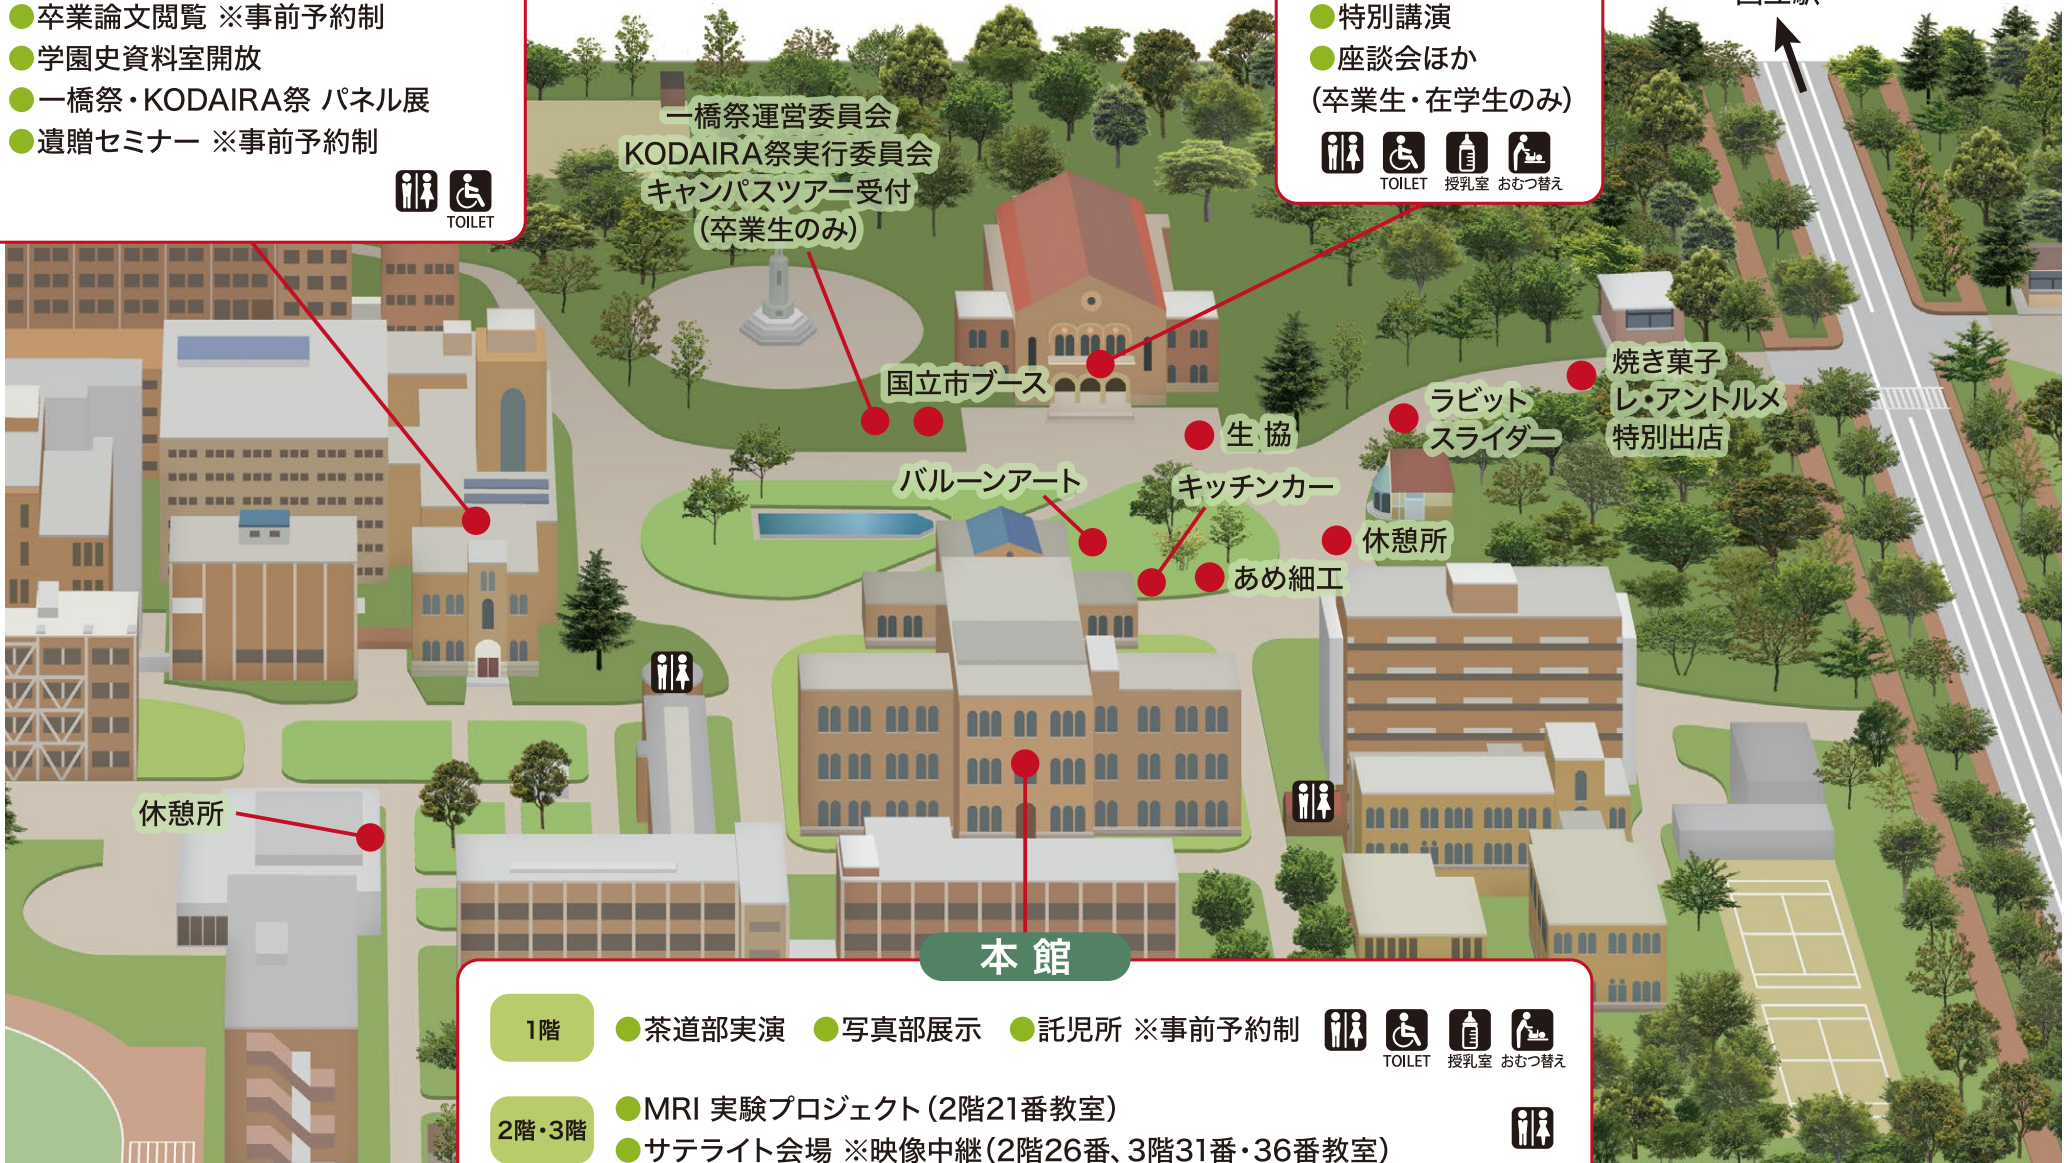 ●卒業論文閲覧 ※事前予約制
●学園史資料室開放
●一橋祭・KODAIRA祭 パネル展
●遺贈セミナー ※事前予約制
TOILET
●特別講演
●座談会ほか
(卒業生・在学生のみ)
TOILET 授乳室 おむつ替え
一橋祭運営委員会
KODAIRA祭実行委員会
キャンパスツアー受付
(卒業生のみ)
国立市ブース
生 協
ラビット
スライダー
焼き菓子
レ・アントルメ
特別出店
バルーンアート
キッチンカー
休憩所
あめ細工
休憩所
本 館
1階
●茶道部実演 ●写真部展示 ●託児所 ※事前予約制
TOILET 授乳室 おむつ替え
2階・3階
●MRI 実験プロジェクト(2階21番教室)
●サテライト会場 ※映像中継(2階26番、3階31番・36番教室)